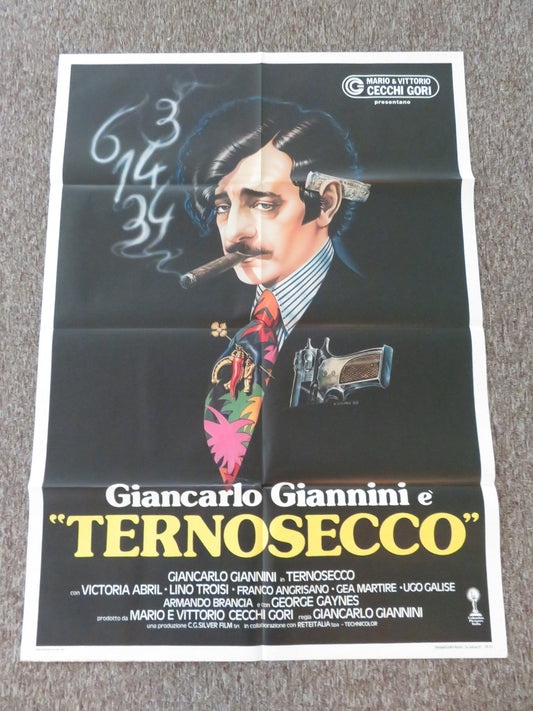 MARIO & VITTORIO
CECCHI GORI
presentano
3
6
14
34
Giancarlo Giannini è
"TERNOSECCO"
GIANCARLO GIANNINI in TERNOSECCO
con VICTORIA ABRIL · LINO TROISI · FRANCO ANGRISANO · GEA MARTIRE · UGO GALISE
ARMANDO BRANCIA e con GEORGE GAYNES
prodotto da MARIO E VITTORIO CECCHI GORI regia GIANCARLO GIANNINI
una produzione C.G. SILVER FILM srl in collaborazione con RETEITALIA spa - TECHNICOLOR